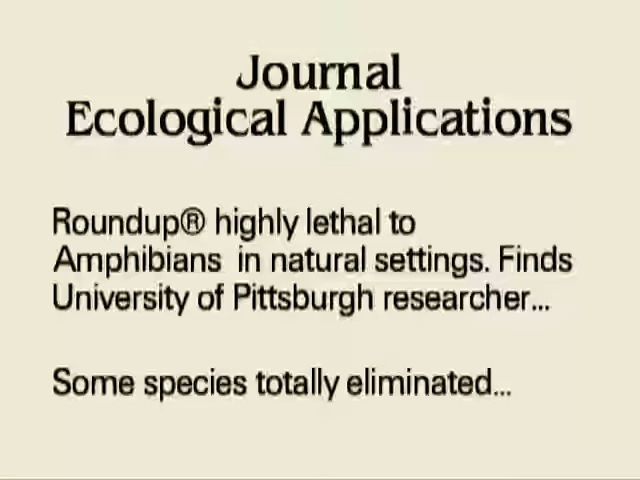 Journal
Ecological Applications
Roundup® highly lethal to
Amphibians in natural settings. Finds
University of Pittsburgh researcher...
Some species totally eliminated...